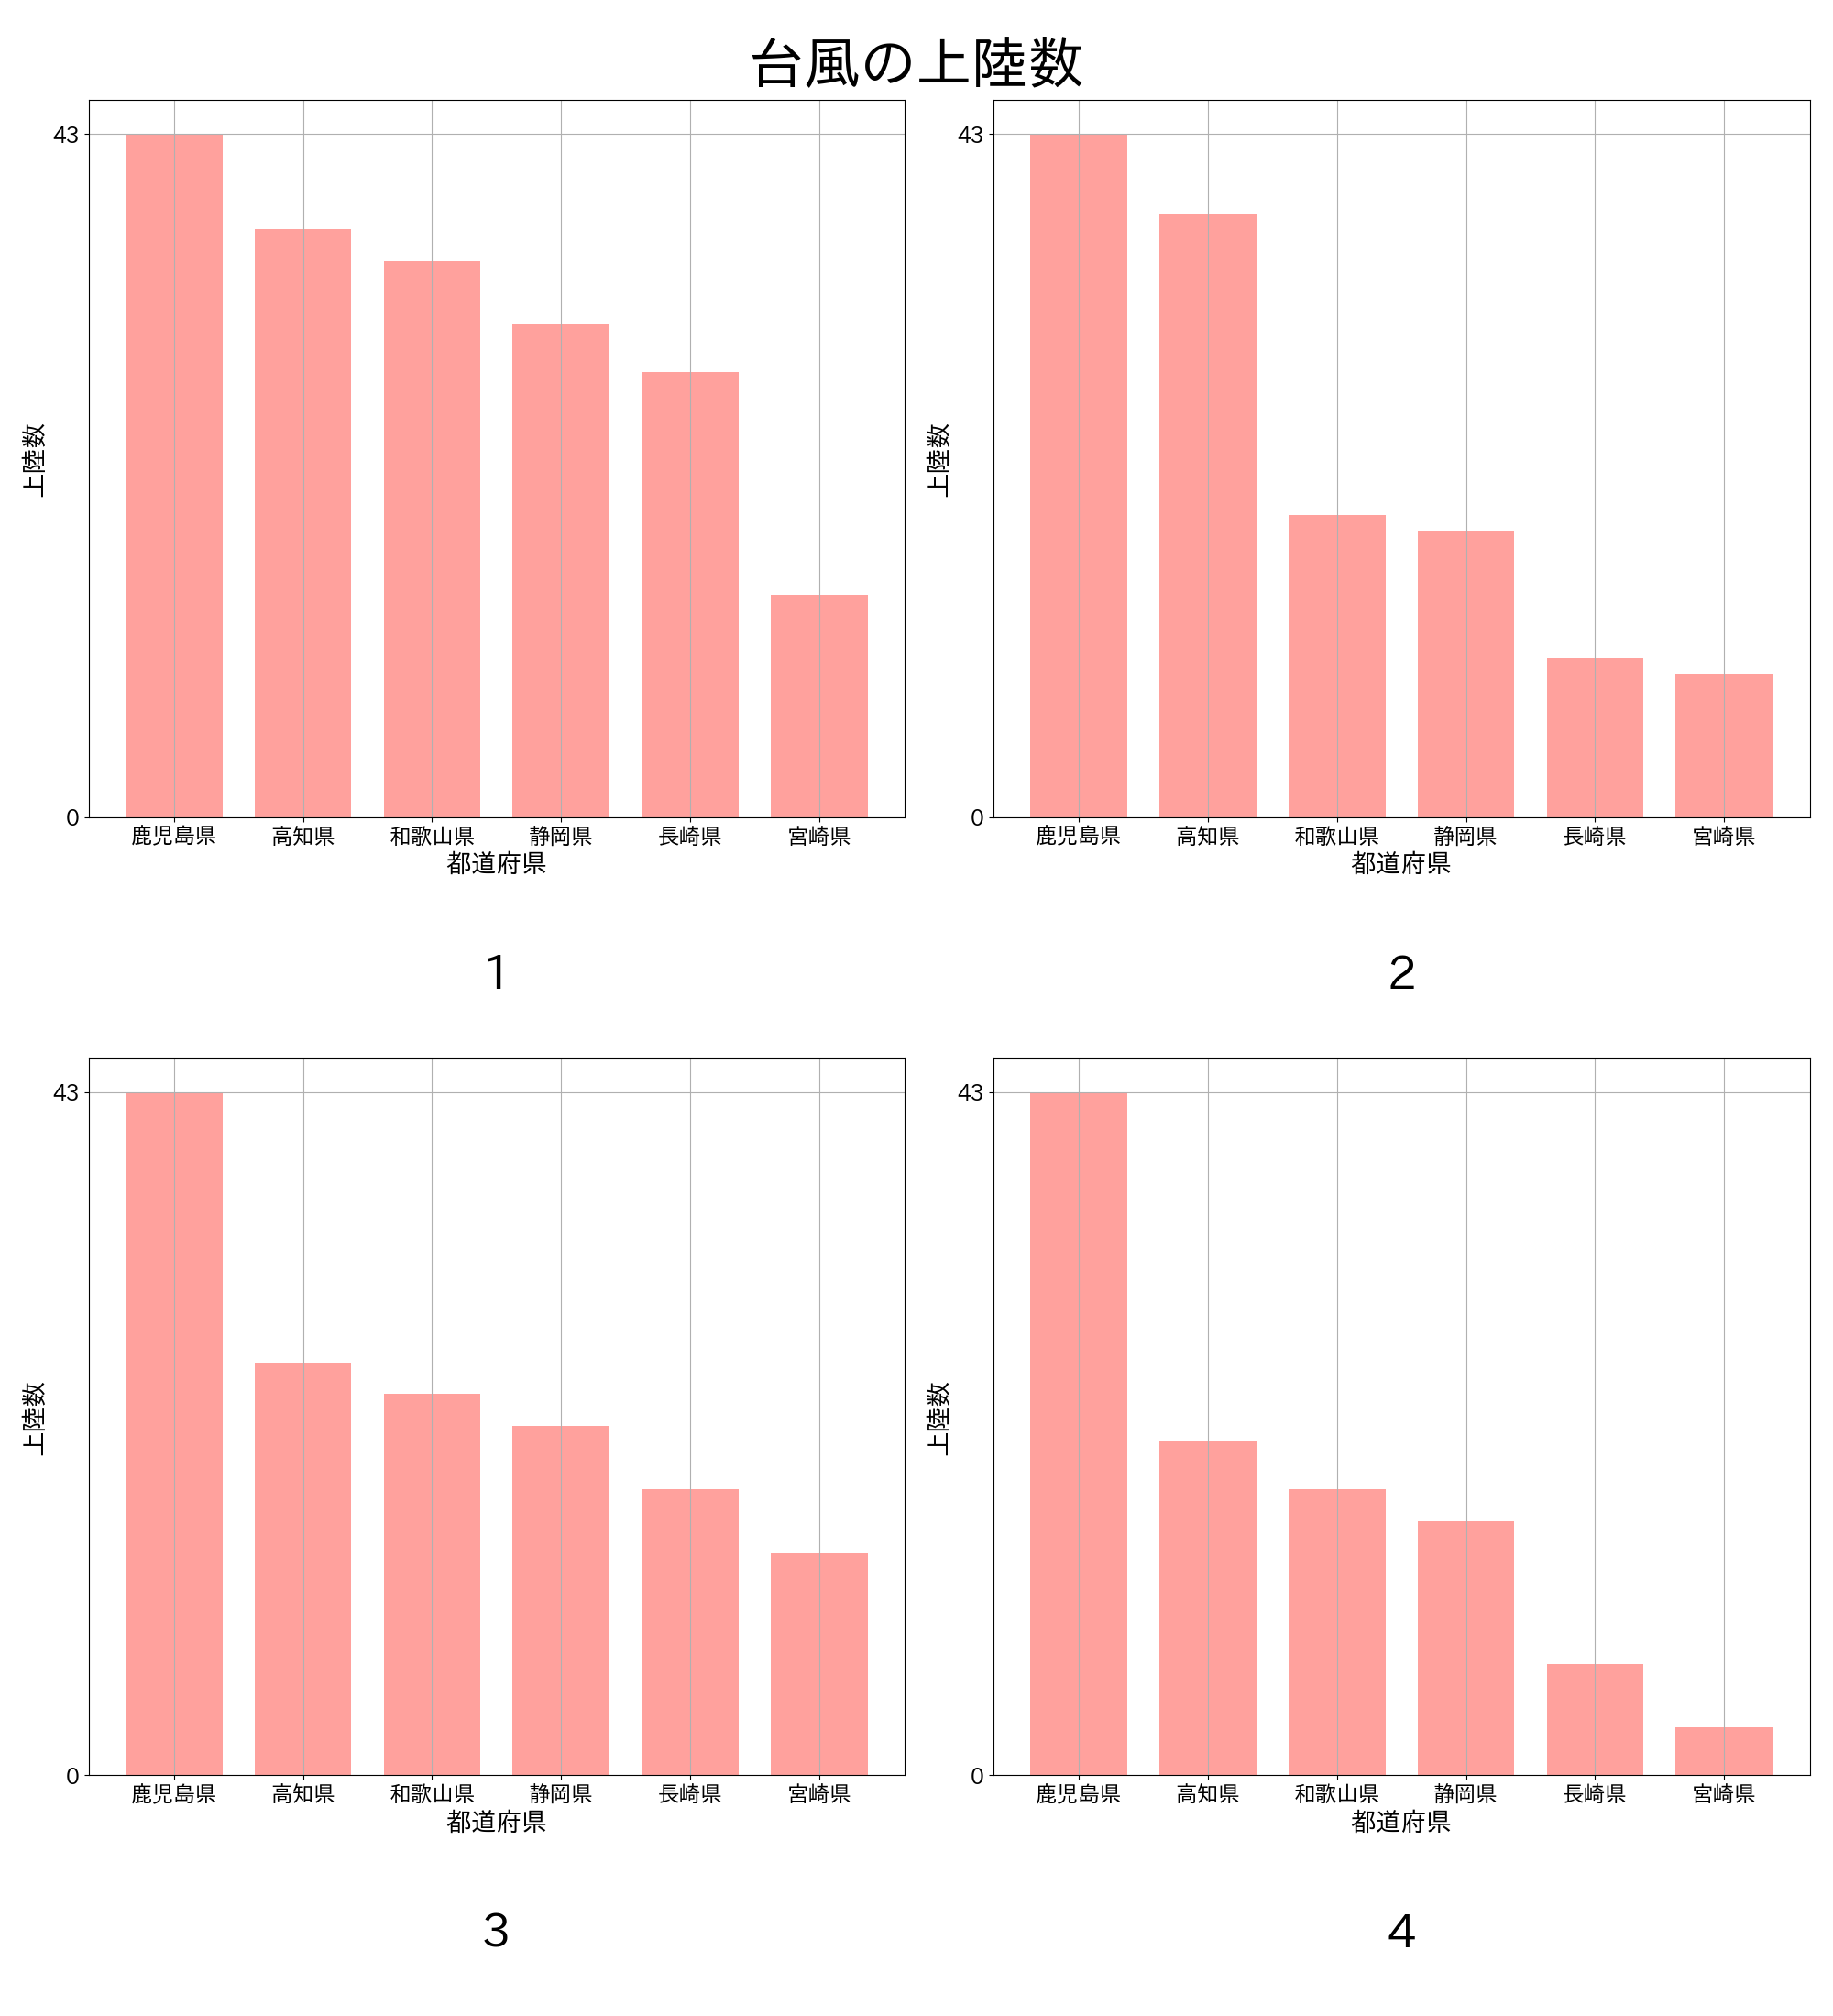 台風の上陸数
43
上陸数
0
鹿児島県 高知県 和歌山県 静岡県 長崎県 宮崎県
都道府県
1
43
上陸数
0
鹿児島県 高知県 和歌山県 静岡県 長崎県 宮崎県
都道府県
2
43
上陸数
0
鹿児島県 高知県 和歌山県 静岡県 長崎県 宮崎県
都道府県
3
43
上陸数
0
鹿児島県 高知県 和歌山県 静岡県 長崎県 宮崎県
都道府県
4